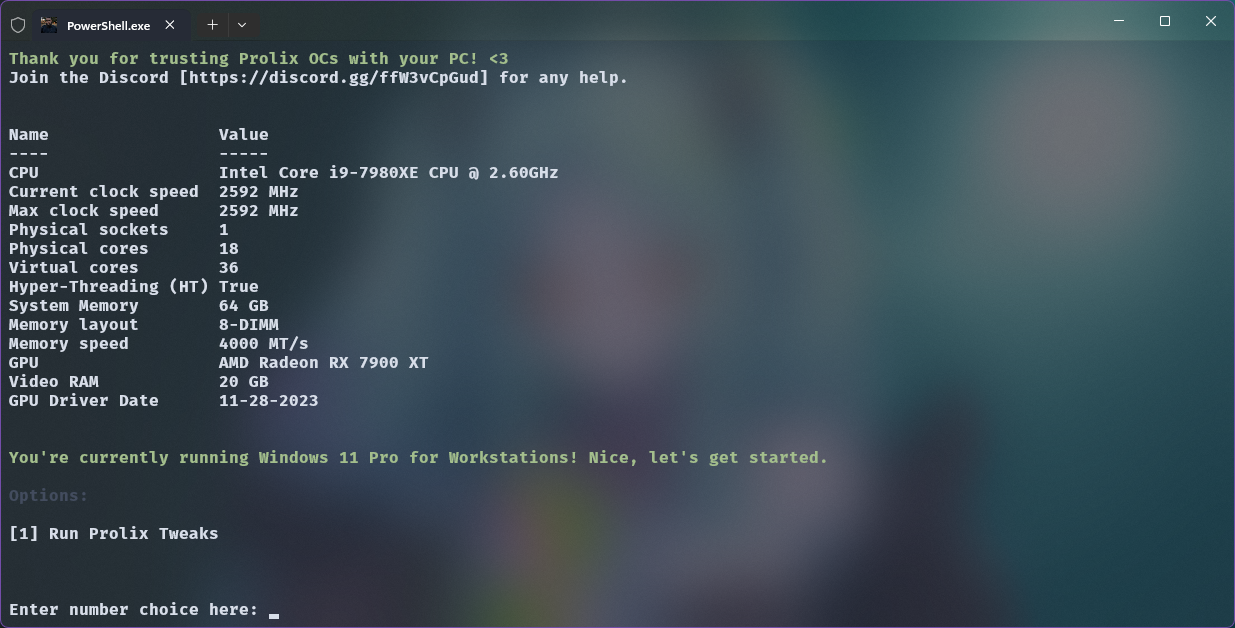 PowerShell.exe
Thank you for trusting Prolix OCs with your PC! <3
Join the Discord [https://discord.gg/ffW3vCpGud] for any help.
Name Value
---- -----
CPU Intel Core i9-7980XE CPU @ 2.60GHz
Current clock speed 2592 MHz
Max clock speed 2592 MHz
Physical sockets 1
Physical cores 18
Virtual cores 36
Hyper-Threading (HT) True
System Memory 64 GB
Memory layout 8-DIMM
Memory speed 4000 MT/s
GPU AMD Radeon RX 7900 XT
Video RAM 20 GB
GPU Driver Date 11-28-2023
You're currently running Windows 11 Pro for Workstations! Nice, let's get started.
Options:
[1] Run Prolix Tweaks
Enter number choice here: _